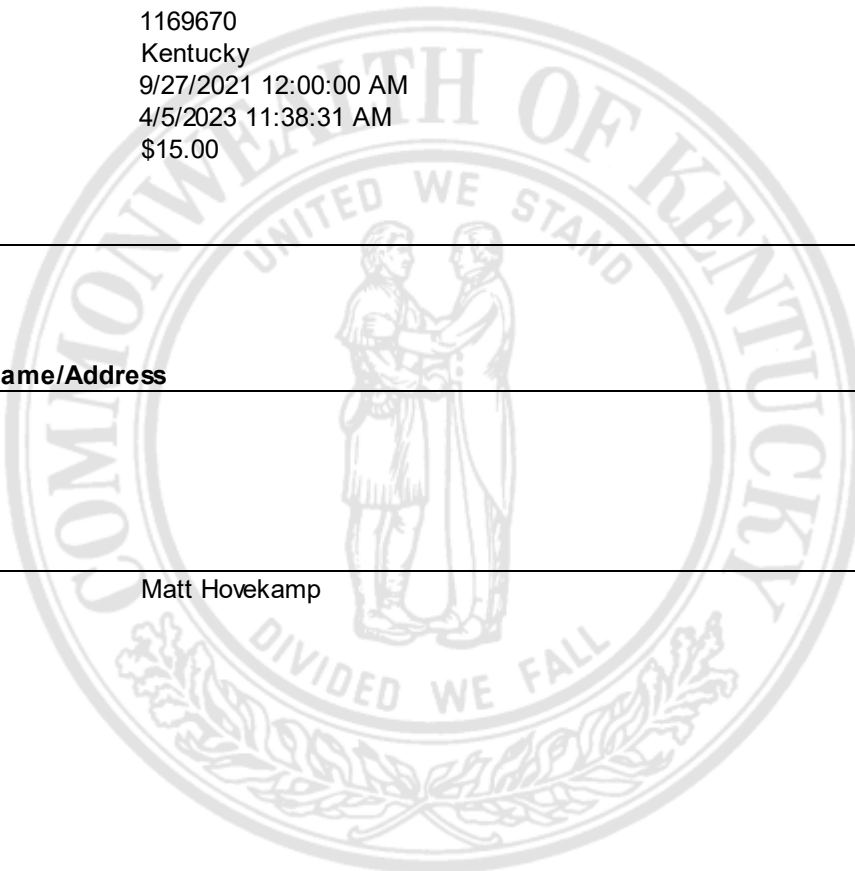 1169670
Kentucky
9/27/2021 12:00:00 AM
4/5/2023 11:38:31 AM
$15.00
COMMONWEALTH OF KENTUCKY
UNITED WE STAND
ame/Address
Matt Hovekamp
DIVIDED WE FALL